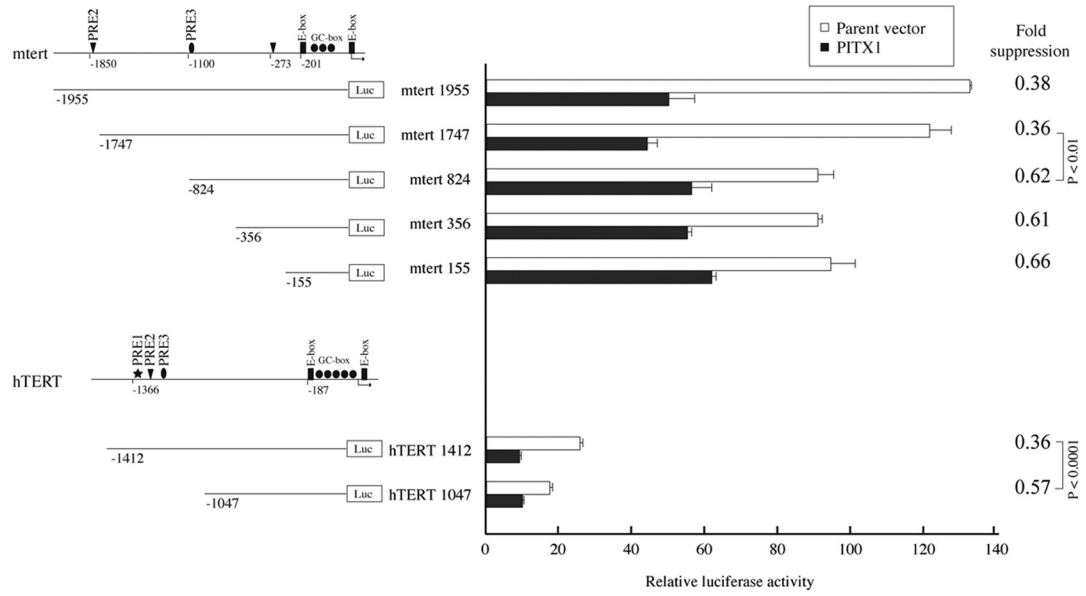 PRE2
PRE3
E-box
GC-box
E-box
mtert
-1850
-1100
-273
-201
Parent vector
PITX1
Fold
suppression
-1955
Luc
mtert 1955
0.38
-1747
Luc
mtert 1747
0.36
-824
Luc
mtert 824
0.62
P < 0.01
-356
Luc
mtert 356
0.61
-155
Luc
mtert 155
0.66
PRE1
PRE2
PRE3
E-box
GC-box
E-box
hTERT
-1366
-187
-1412
Luc
hTERT 1412
0.36
-1047
Luc
hTERT 1047
0.57
P < 0.0001
0 20 40 60 80 100 120 140
Relative luciferase activity